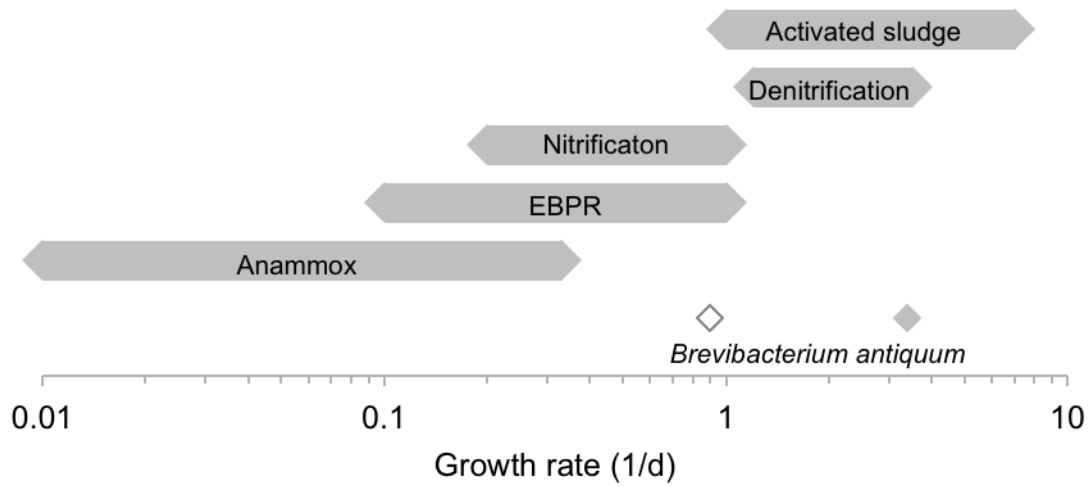 Activated sludge
Denitrification
Nitrificaton
EBPR
Anammox
Brevibacterium antiquum
0.01 0.1 1 10
Growth rate (1/d)